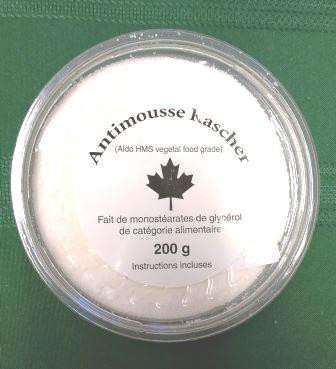 Antimousse Kascher
(Aldo HMS vegetal food grade)
Fait de monostéarates de glycérol
de catégorie alimentaire
200 g
Instructions incluses